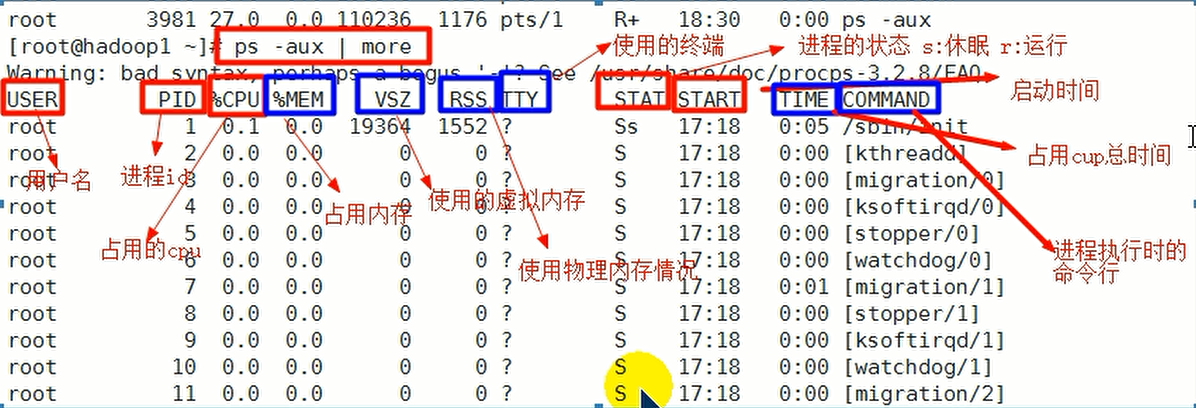 root 3981 27.0 0.0 110236 1176 pts/1 R+ 18:30 0:00 ps -aux
[root@hadoop1 ~]# ps -aux | more
使用的终端
进程的状态 s:休眠 r:运行
Warning: bad syntax, perhaps a bogus '-'? See /usr/share/doc/procps-3.2.8/FAQ
启动时间
USER PID %CPU %MEM VSZ RSS TTY STAT START TIME COMMAND
root 1 0.1 0.0 19364 1552 ? Ss 17:18 0:05 /sbin/init
root 2 0.0 0.0 0 0 ? S 17:18 0:00 [kthreadd]
占用cup总时间
root 3 0.0 0.0 0 0 ? S 17:18 0:00 [migration/0]
用户名
进程id
root 4 0.0 0.0 0 0 ? S 17:18 0:00 [ksoftirqd/0]
占用内存
使用的虚拟内存
root 5 0.0 0.0 0 0 ? S 17:18 0:00 [stopper/0]
占用的cpu
进程执行时的
命令行
root 6 0.0 0.0 0 0 ? S 17:18 0:00 [watchdog/0]
使用物理内存情况
root 7 0.0 0.0 0 0 ? S 17:18 0:01 [migration/1]
root 8 0.0 0.0 0 0 ? S 17:18 0:00 [stopper/1]
root 9 0.0 0.0 0 0 ? S 17:18 0:00 [ksoftirqd/1]
root 10 0.0 0.0 0 0 ? S 17:18 0:00 [watchdog/1]
root 11 0.0 0.0 0 0 ? S 17:18 0:00 [migration/2]